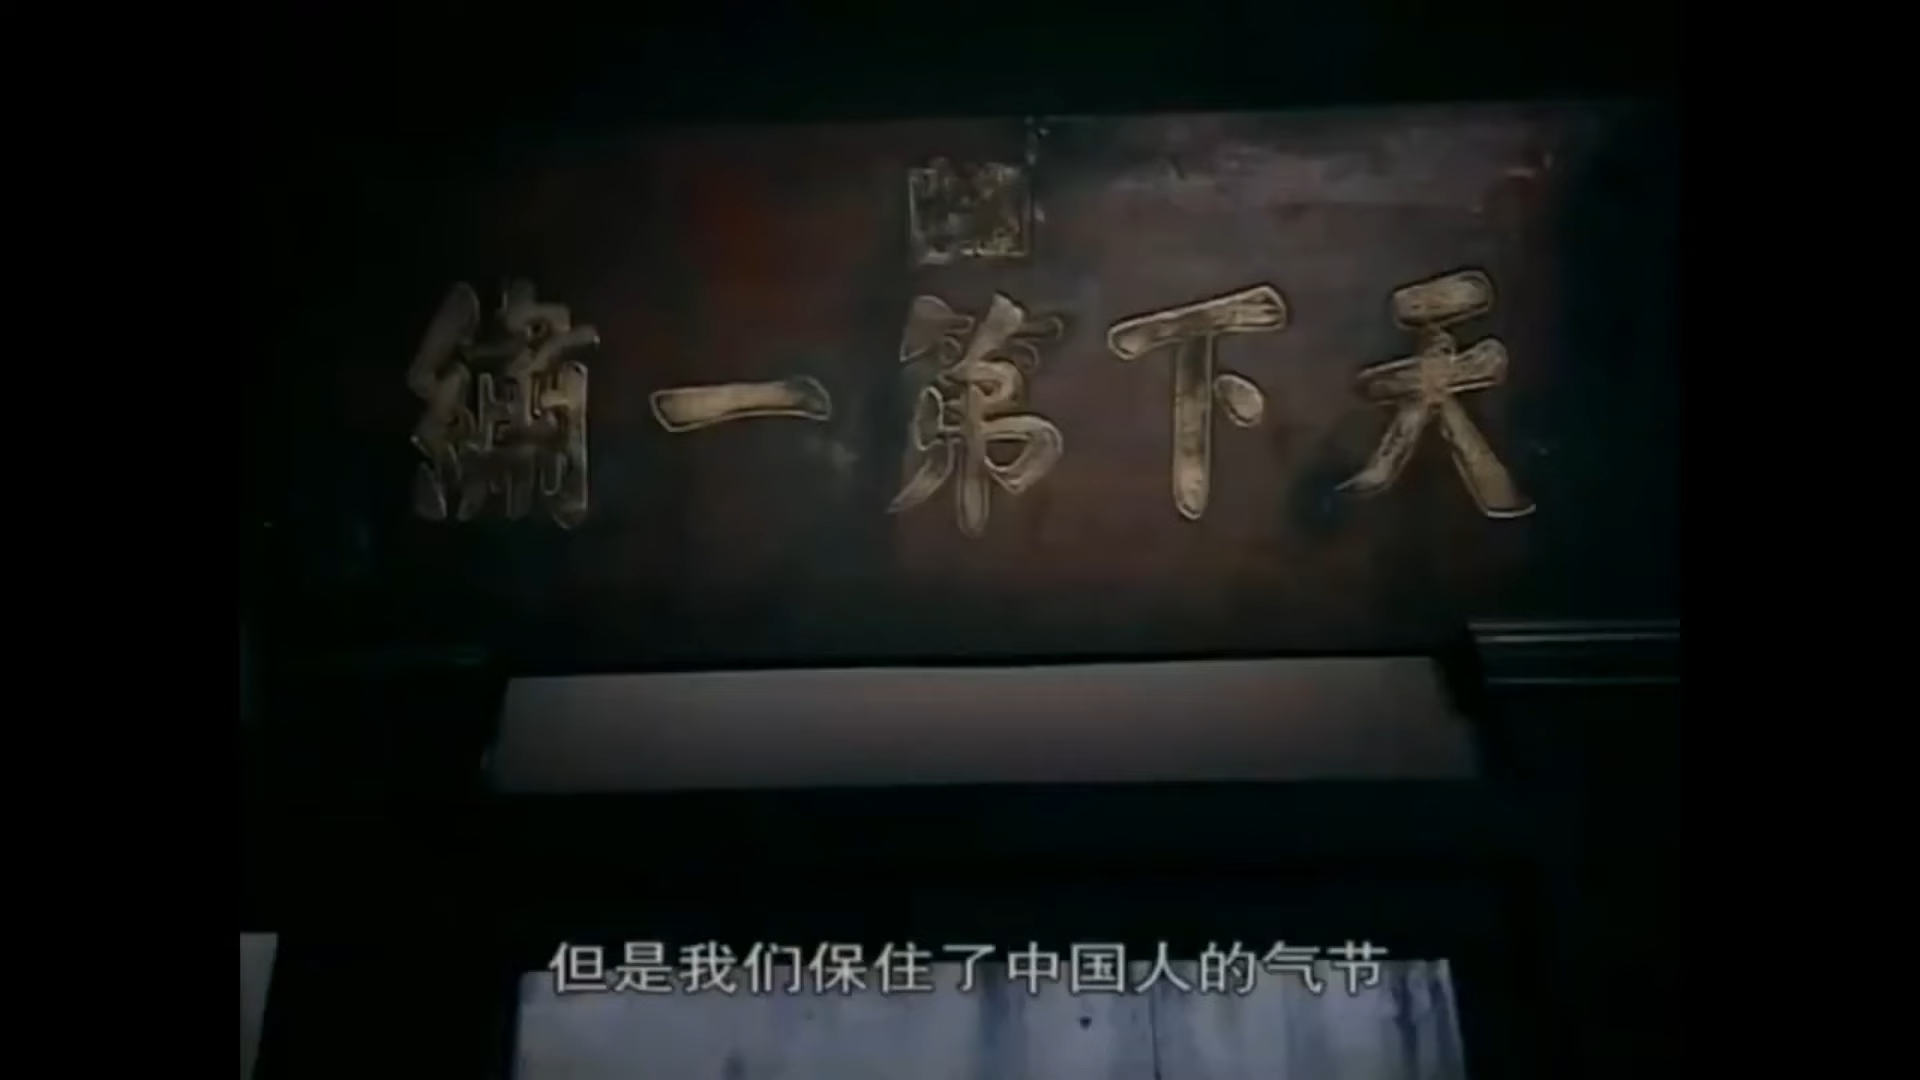 天下第一繡
但是我们保住了中国人的气节